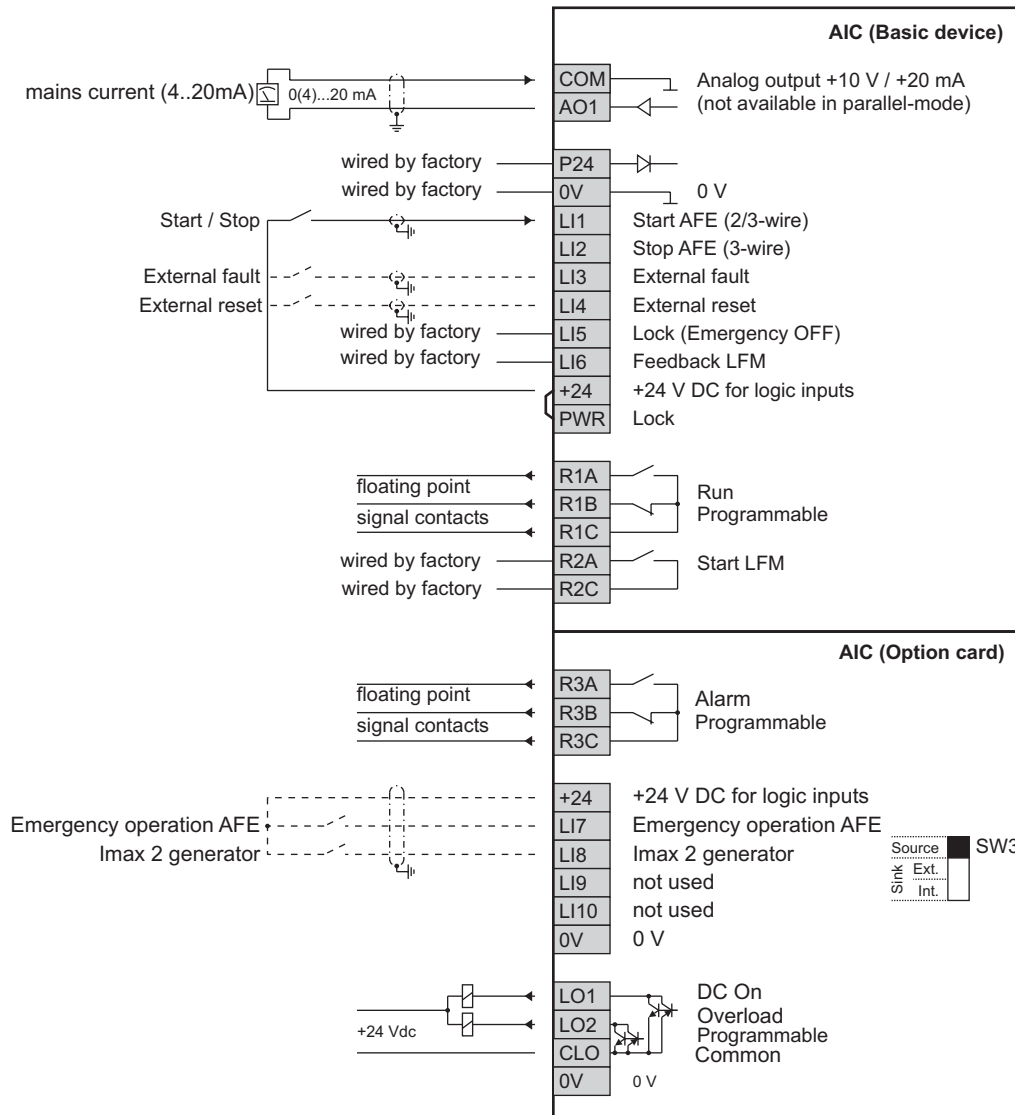 AIC (Basic device)
mains current (4..20mA) 0(4)...20 mA COM Analog output +10 V / +20 mA
AO1 (not available in parallel-mode)
wired by factory P24
wired by factory 0V 0 V
Start / Stop LI1 Start AFE (2/3-wire)
LI2 Stop AFE (3-wire)
External fault LI3 External fault
External reset LI4 External reset
wired by factory LI5 Lock (Emergency OFF)
wired by factory LI6 Feedback LFM
+24 +24 V DC for logic inputs
PWR Lock
R1A
floating point
R1B Run
signal contacts Programmable
R1C
wired by factory R2A Start LFM
wired by factory R2C
AIC (Option card)
R3A
floating point
R3B Alarm
signal contacts Programmable
R3C
+24 +24 V DC for logic inputs
Emergency operation AFE LI7 Emergency operation AFE
Imax 2 generator LI8 Imax 2 generator
LI9 not used
LI10 not used
0V 0 V
Source SW3
Sink Ext.
Int.
LO1 DC On
LO2 Overload
+24 Vdc Programmable
CLO Common
0V 0 V